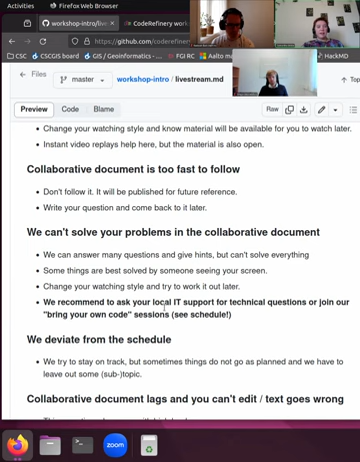 Activities
Firefox Web Browser
workshop-intro/live
CodeRefinery wor
https://github.com/coderefinery
CSC
CSCGIS board
GIS / Geoinformatics - ...
FGI RC
Aalto ma
HackMD
Files
master
workshop-intro / livestream.md
Top
Preview
Code
Blame
Raw
Change your watching style and know material will be available for you to watch later.
Instant video replays help here, but the material is also open.
Collaborative document is too fast to follow
Don't follow it. It will be published for future reference.
Write your question and come back to it later.
We can't solve your problems in the collaborative document
We can answer many questions and give hints, but can't solve everything
Some things are best solved by someone seeing your screen.
Change your watching style and try to work it out later.
We recommend to ask your local IT support for technical questions or join our
"bring your own code" sessions (see schedule!)
We deviate from the schedule
We try to stay on track, but sometimes things do not go as planned and we have to
leave out some (sub-)topic.
Collaborative document lags and you can't edit / text goes wrong
zoom